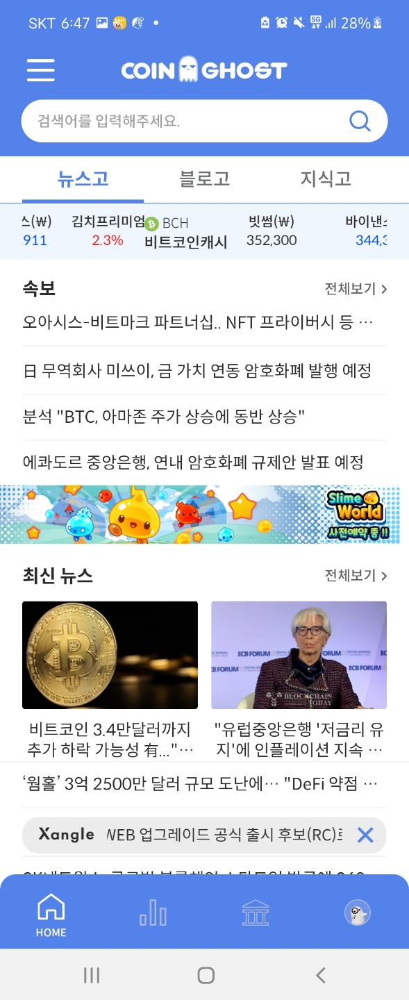 SKT 6:47
5G 28%
COIN GHOST
검색어를 입력해주세요.
뉴스고 블로고 지식고
스(₩) 김치프리미엄 BCH 빗썸(₩) 바이낸스
911 2.3% 비트코인캐시 352,300 344,3
속보 전체보기 >
오아시스-비트마크 파트너십.. NFT 프라이버시 등 …
日 무역회사 미쓰이, 금 가치 연동 암호화폐 발행 예정
분석 "BTC, 아마존 주가 상승에 동반 상승"
에콰도르 중앙은행, 연내 암호화폐 규제안 발표 예정
Slime
World
사전예약 중!!
최신 뉴스 전체보기 >
ECB FORUM
ECB FORUM
BLOCKCHAIN
TODAY
비트코인 3.4만달러까지
추가 하락 가능성 有..."…
"유럽중앙은행 '저금리 유
지'에 인플레이션 지속 …
'웜홀' 3억 2500만 달러 규모 도난에… "DeFi 약점 …
Xangle WEB 업그레이드 공식 출시 후보(RC)
HOME